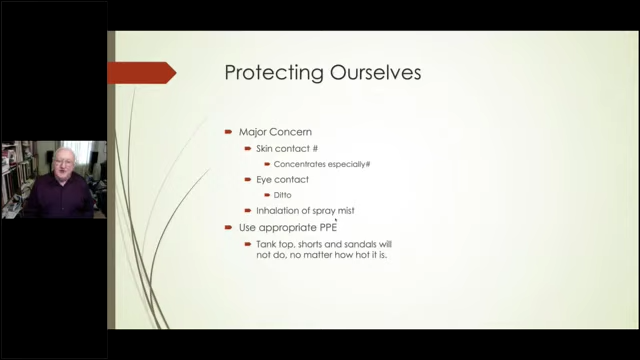 Protecting Ourselves
Major Concern
Skin contact #
Concentrates especially#
Eye contact
Ditto
Inhalation of spray mist
Use appropriate PPE
Tank top, shorts and sandals will
not do, no matter how hot it is.